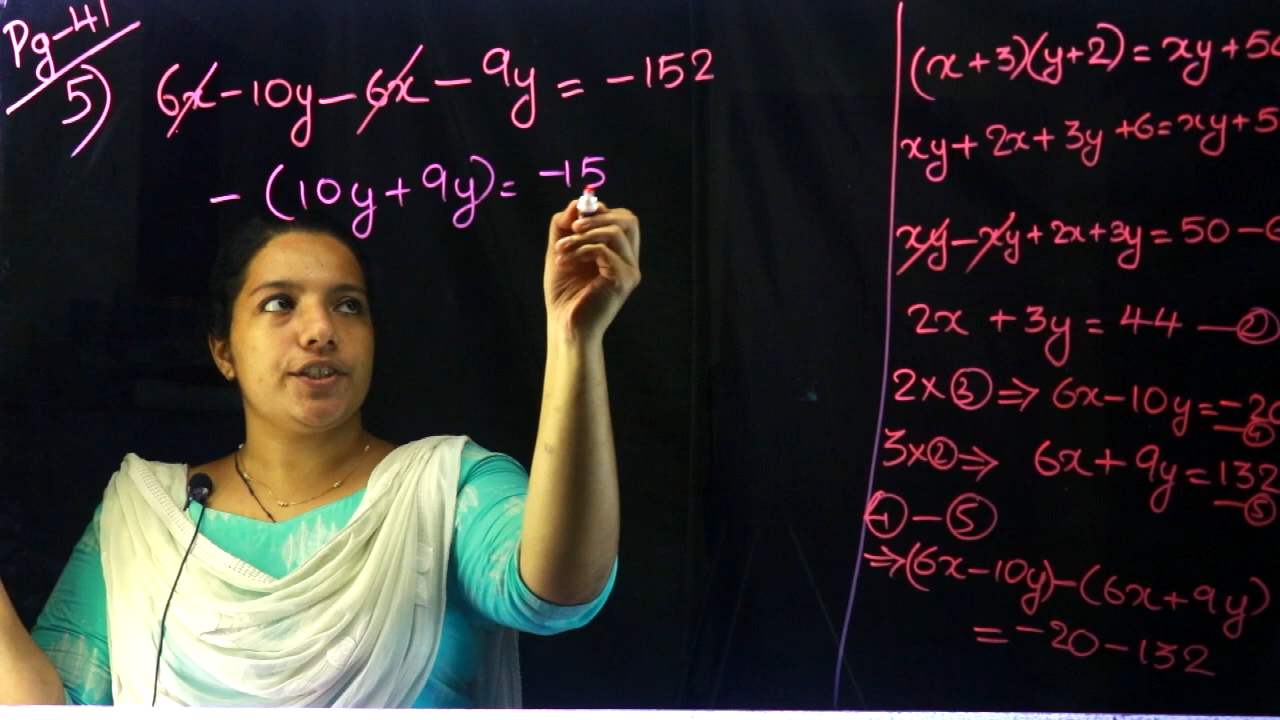 Pg-41
5) 6x-10y-6x-9y=-152
-(10y+9y)=-15
(x+3)(y+2)=xy+50
xy+2x+3y+6=xy+5
xy-xy+2x+3y=50-6
2x+3y=44-②
2×③⇒6x-10y=-20
-④
3×②⇒6x+9y=132
-⑤
④-⑤
⇒(6x-10y)-(6x+9y)
=-20-132